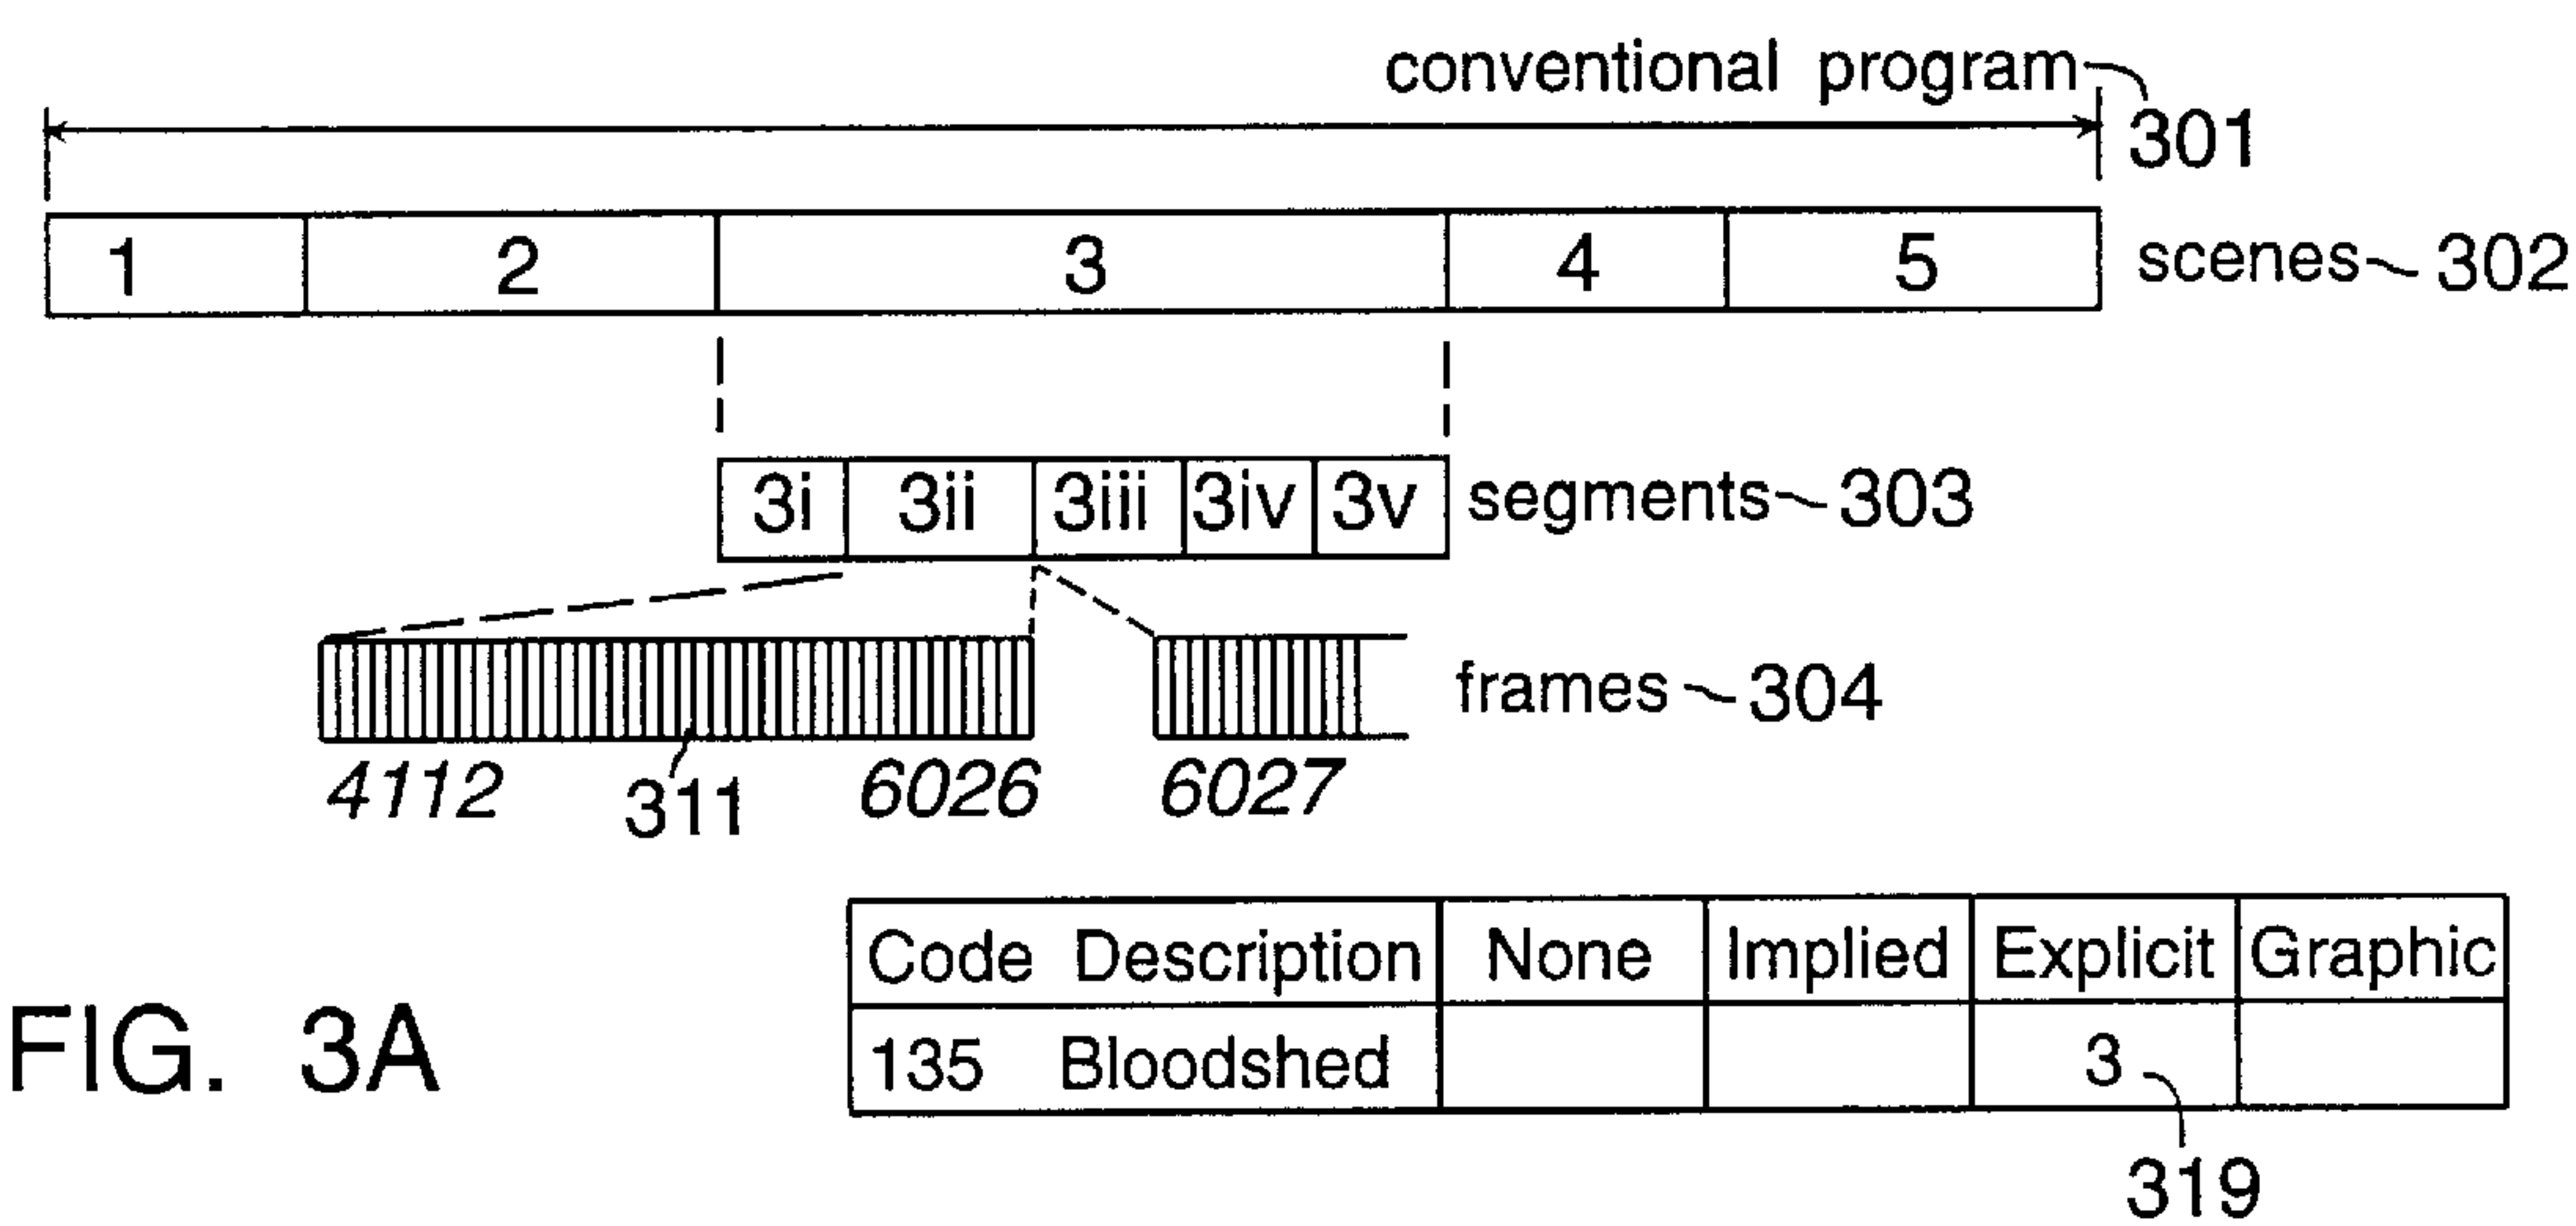 conventional program
301
1 2 3 4 5 scenes 302
3i 3ii 3iii 3iv 3v segments 303
frames 304
4112 311 6026 6027
Code Description None Implied Explicit Graphic
135 Bloodshed 3
FIG. 3A
319